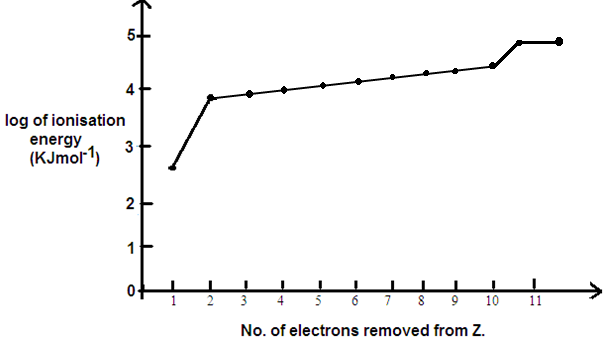 5
4
log of ionisation
energy
(KJmol-1)
3
2
1
0
1 2 3 4 5 6 7 8 9 10 11
No. of electrons removed from Z.